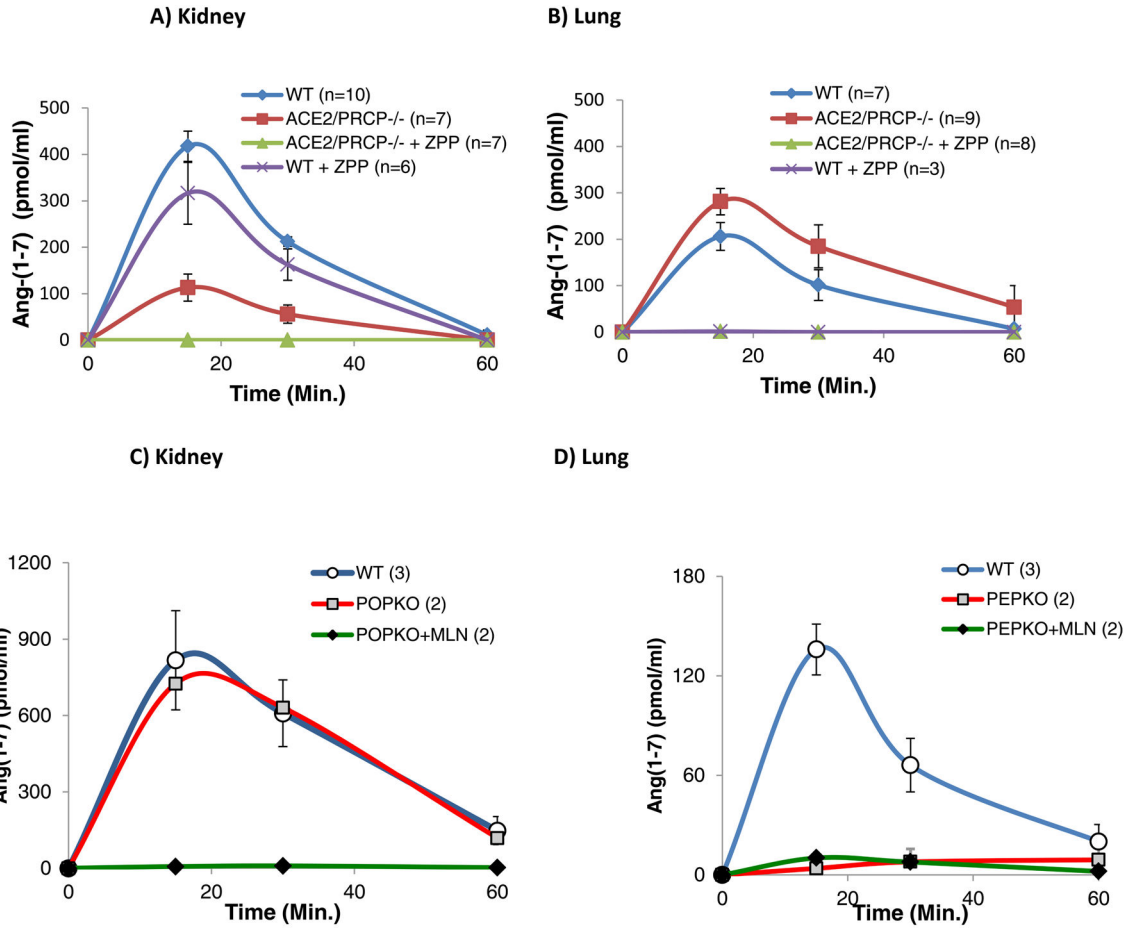 A) Kidney
WT (n=10)
ACE2/PRCP-/- (n=7)
ACE2/PRCP-/- + ZPP (n=7)
WT + ZPP (n=6)
500
400
300
200
100
0
Ang-(1-7) (pmol/ml)
0
20
40
60
Time (Min.)
B) Lung
WT (n=7)
ACE2/PRCP-/- (n=9)
ACE2/PRCP-/- + ZPP (n=8)
WT + ZPP (n=3)
500
400
300
200
100
0
Ang-(1-7) (pmol/ml)
0
20
40
60
Time (Min.)
C) Kidney
WT (3)
POPKO (2)
POPKO+MLN (2)
1200
900
600
300
0
Ang(1-7) (pmol/ml)
0
20
40
60
Time (Min.)
D) Lung
WT (3)
PEPKO (2)
PEPKO+MLN (2)
180
120
60
0
Ang(1-7) (pmol/ml)
0
20
40
60
Time (Min.)